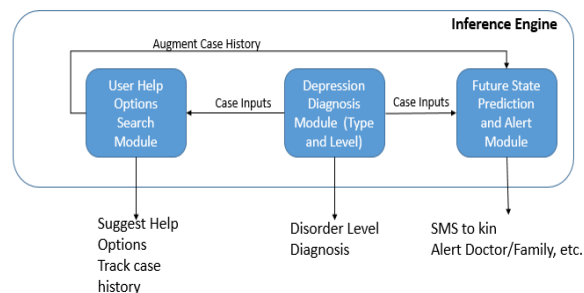 Inference Engine
Augment Case History
User Help
Options
Search
Module
Case Inputs
Depression
Diagnosis
Module (Type
and Level)
Case Inputs
Future State
Prediction
and Alert
Module
Suggest Help
Options
Track case
history
Disorder Level
Diagnosis
SMS to kin
Alert Doctor/Family, etc.